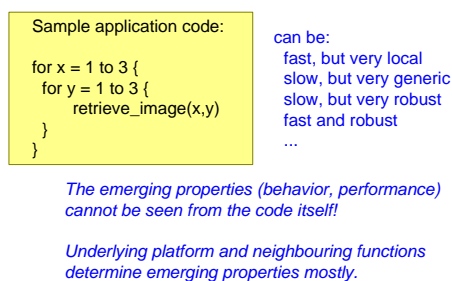 Sample application code:
for x = 1 to 3 {
for y = 1 to 3 {
retrieve_image(x,y)
}
}
can be:
fast, but very local
slow, but very generic
slow, but very robust
fast and robust
...
The emerging properties (behavior, performance)
cannot be seen from the code itself!
Underlying platform and neighbouring functions
determine emerging properties mostly.